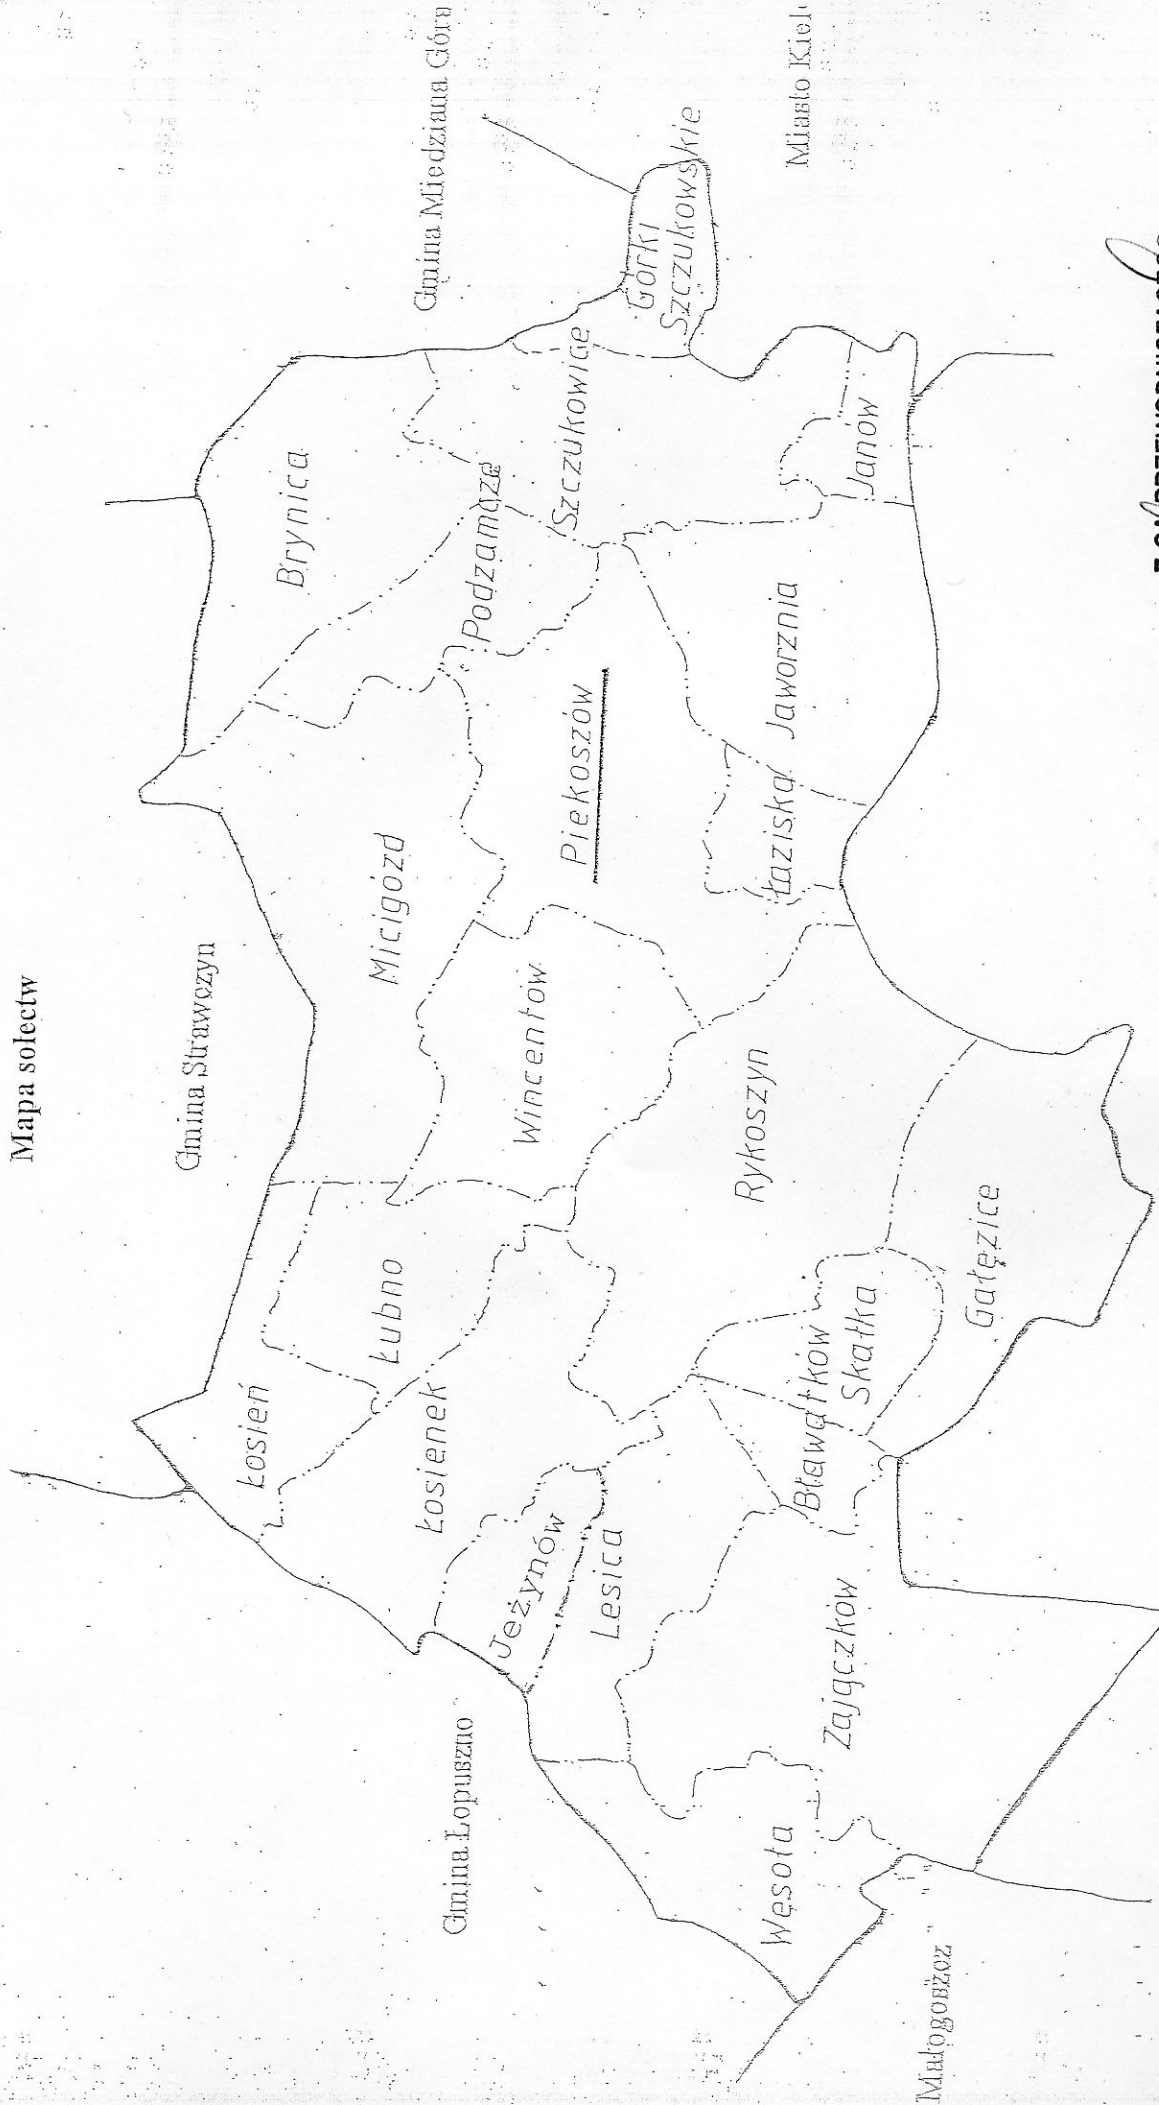 Mapa sołectw
Gmina Strawczyn
Gmina Miedziana Góra
Miasto Kiel
Gmina Łopuszno
Małogoszcz
Brynica
Podzamcze
Szczukowice
Górki
Szczukowskie
Micigózd
Piekoszów
Janów
Jaworznia
Łaziska
Wincentów
Rykoszyn
Łosień
Łubno
Łosienek
Jeżynów
Lesica
Bławatków
Skałka
Gałęzice
Zajączków
Węsoła